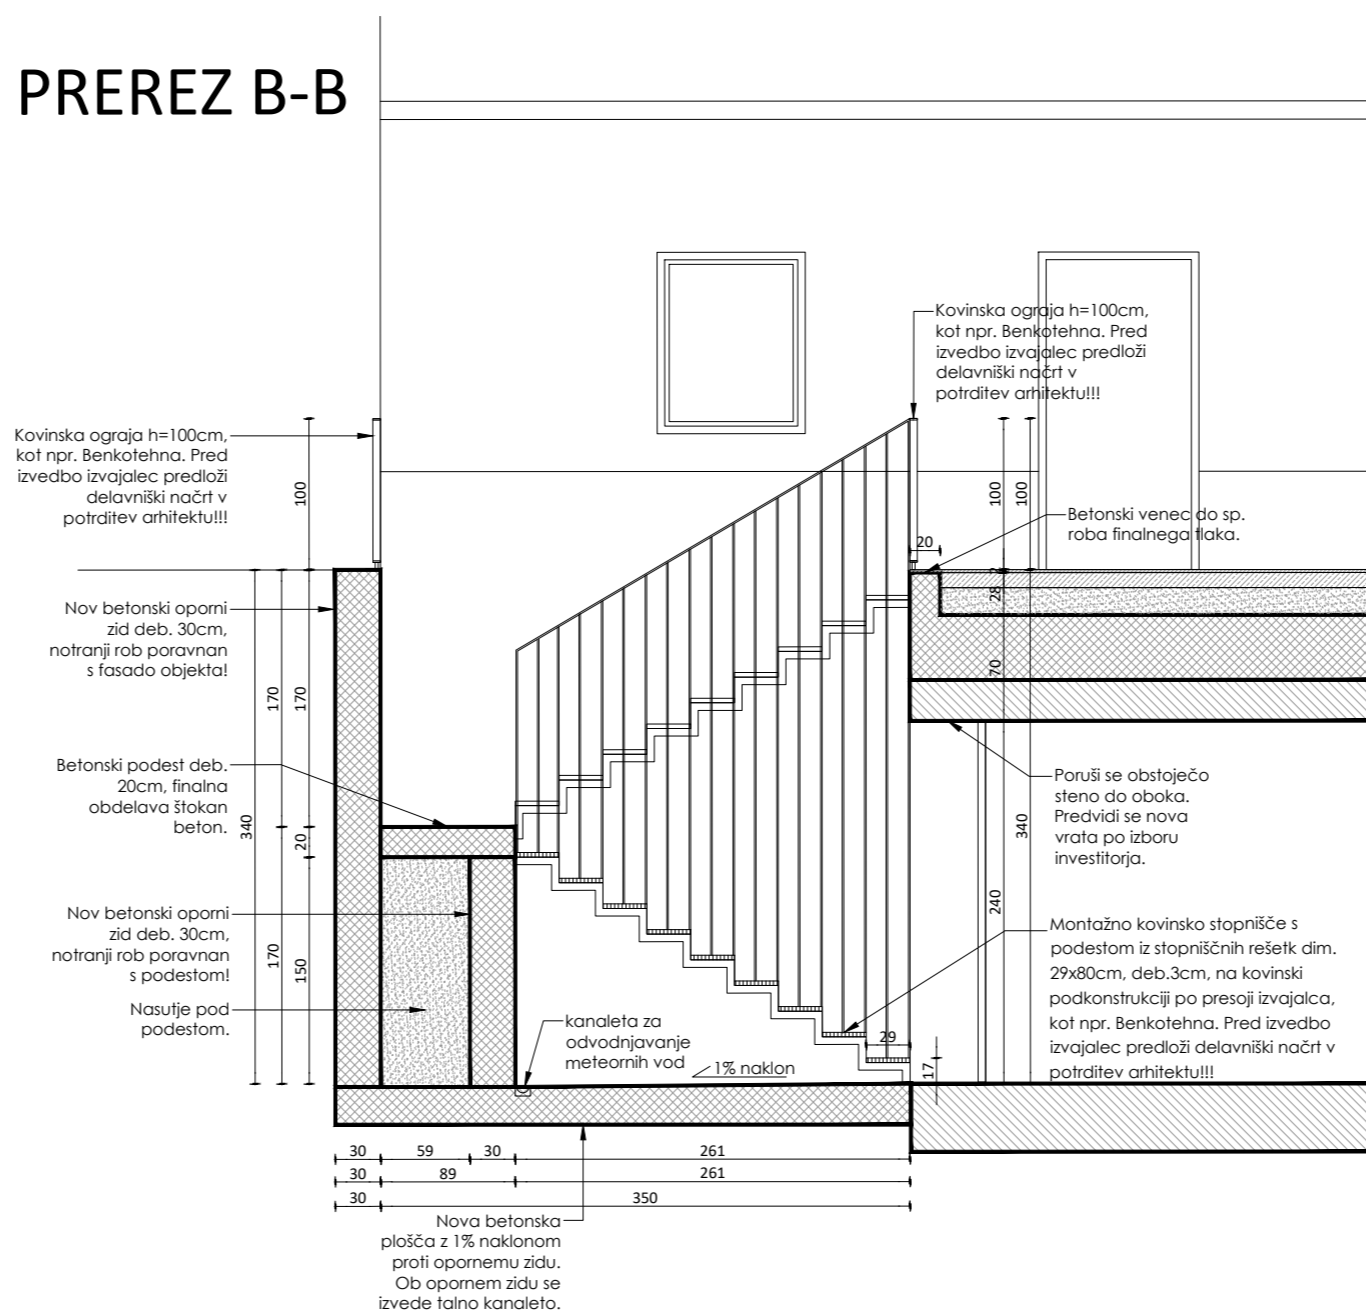 PREREZ B-B
Kovinska ograja h=100cm,
kot npr. Benkotehna. Pred
izvedbo izvajalec predloži
delavniški načrt v
potrditev arhitektu!!!
Kovinska ograja h=100cm,
kot npr. Benkotehna. Pred
izvedbo izvajalec predloži
delavniški načrt v
potrditev arhitektu!!!
100
100
100
20
Betonski venec do sp.
roba finalnega tlaka.
2
28
70
Nov betonski oporni
zid deb. 30cm,
notranji rob poravnan
s fasado objekta!
170
170
Betonski podest deb.
20cm, finalna
obdelava štokan
beton.
340
20
340
Poruši se obstoječo
steno do oboka.
Predvidi se nova
vrata po izboru
investitorja.
Nov betonski oporni
zid deb. 30cm,
notranji rob poravnan
s podestom!
170
150
240
Nasutje pod
podestom.
Montažno kovinsko stopnišče s
podestom iz stopniščnih rešetk dim.
29x80cm, deb.3cm, na kovinski
podkonstrukciji po presoji izvajalca,
kot npr. Benkotehna. Pred izvedbo
izvajalec predloži delavniški načrt v
potrditev arhitektu!!!
kanaleta za
odvodnjavanje
meteornih vod
1% naklon
29
17
30 59 30 261
30 89 261
30 350
Nova betonska
plošča z 1% naklonom
proti opornemu zidu.
Ob opornem zidu se
izvede talno kanaleto.